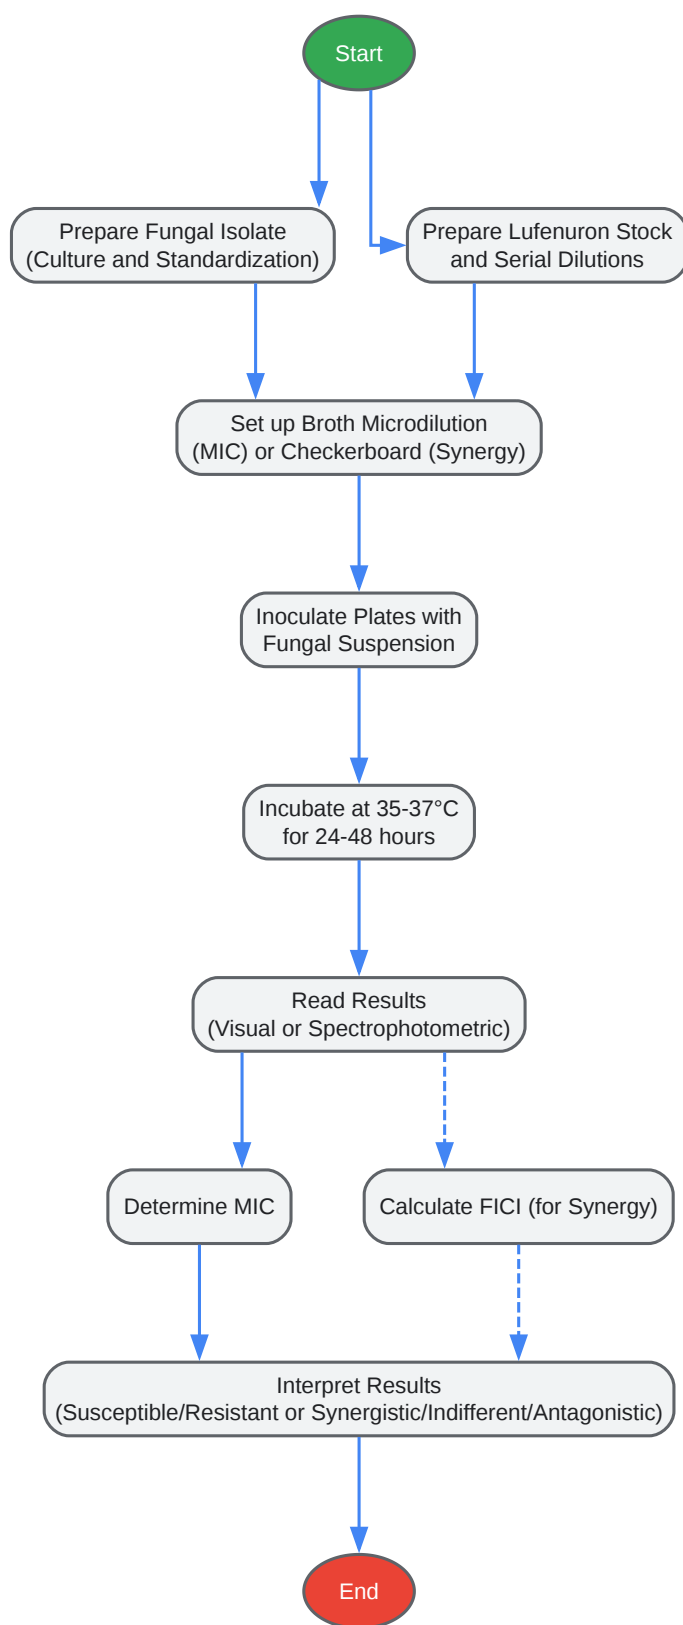 Start
Prepare Fungal Isolate
(Culture and Standardization)
Prepare Lufenuron Stock
and Serial Dilutions
Set up Broth Microdilution
(MIC) or Checkerboard (Synergy)
Inoculate Plates with
Fungal Suspension
Incubate at 35-37°C
for 24-48 hours
Read Results
(Visual or Spectrophotometric)
Determine MIC
Calculate FICI (for Synergy)
Interpret Results
(Susceptible/Resistant or Synergistic/Indifferent/Antagonistic)
End